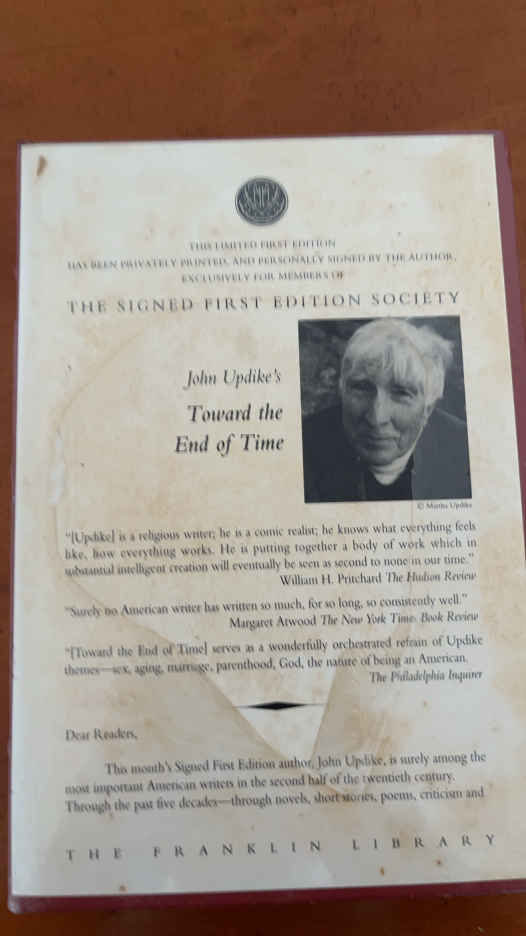 THIS LIMITED FIRST EDITION
HAS BEEN PRIVATELY PRINTED, AND PERSONALLY SIGNED BY THE AUTHOR,
EXCLUSIVELY FOR MEMBERS OF
THE SIGNED FIRST EDITION SOCIETY
John Updike's
Toward the
End of Time
© Martha Updike
"[Updike] is a religious writer; he is a comic realist; he knows what everything feels
like, how everything works. He is putting together a body of work which in
substantial intelligent creation will eventually be seen as second to none in our time."
William H. Pritchard The Hudson Review
"Surely no American writer has written so much, for so long, so consistently well."
Margaret Atwood The New York Times Book Review
"[Toward the End of Time] serves as a wonderfully orchestrated refrain of Updike
themes—sex, aging, marriage, parenthood, God, the nature of being an American.
The Philadelphia Inquirer
Dear Readers,
This month's Signed First Edition author, John Updike, is surely among the
most important American writers in the second half of the twentieth century.
Through the past five decades—through novels, short stories, poems, criticism and
THE FRANKLIN LIBRARY